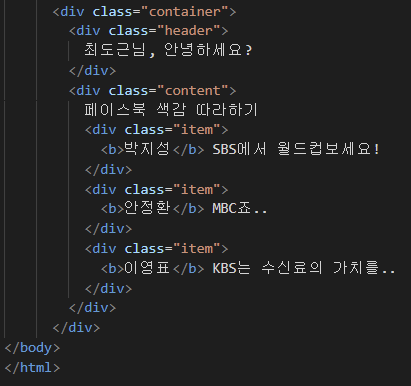 <div class="container">
<div class="header">
최도근님, 안녕하세요?
</div>
<div class="content">
페이스북 색감 따라하기
<div class="item">
<b>박지성</b> SBS에서 월드컵보세요!
</div>
<div class="item">
<b>안정환</b> MBC죠..
</div>
<div class="item">
<b>이영표</b> KBS는 수신료의 가치를..
</div>
</div>
</div>
</body>
</html>